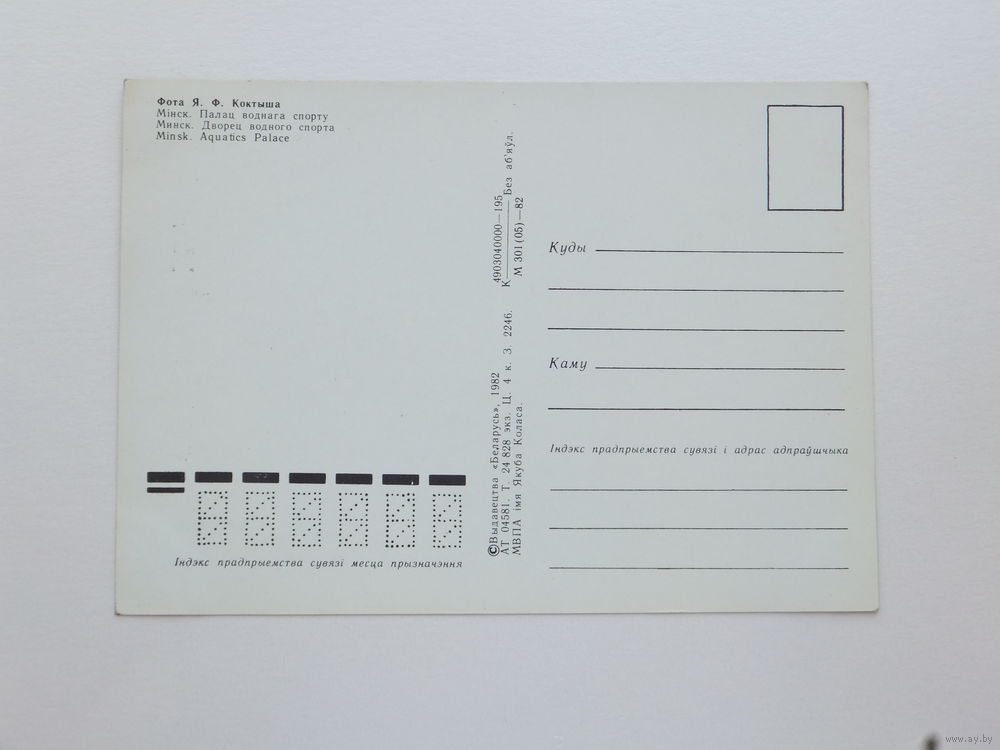 Фота Я. Ф. Коктыша
Мінск. Палац воднага спорту
Минск. Дворец водного спорта
Minsk. Aquatics Palace
Індэкс прадпрыемства сувязі месца прызначэння
©Выдавецтва «Беларусь», 1982
АТ 04581. Т. 24 828 экз. Ц. 4 к. З. 2246.
МВПА імя Якуба Коласа.
4903040000—195
К————Без аб'яўл.
М 301(05)—82
Куды
Каму
Індэкс прадпрыемства сувязі і адрас адпраўшчыка
www.ay.by